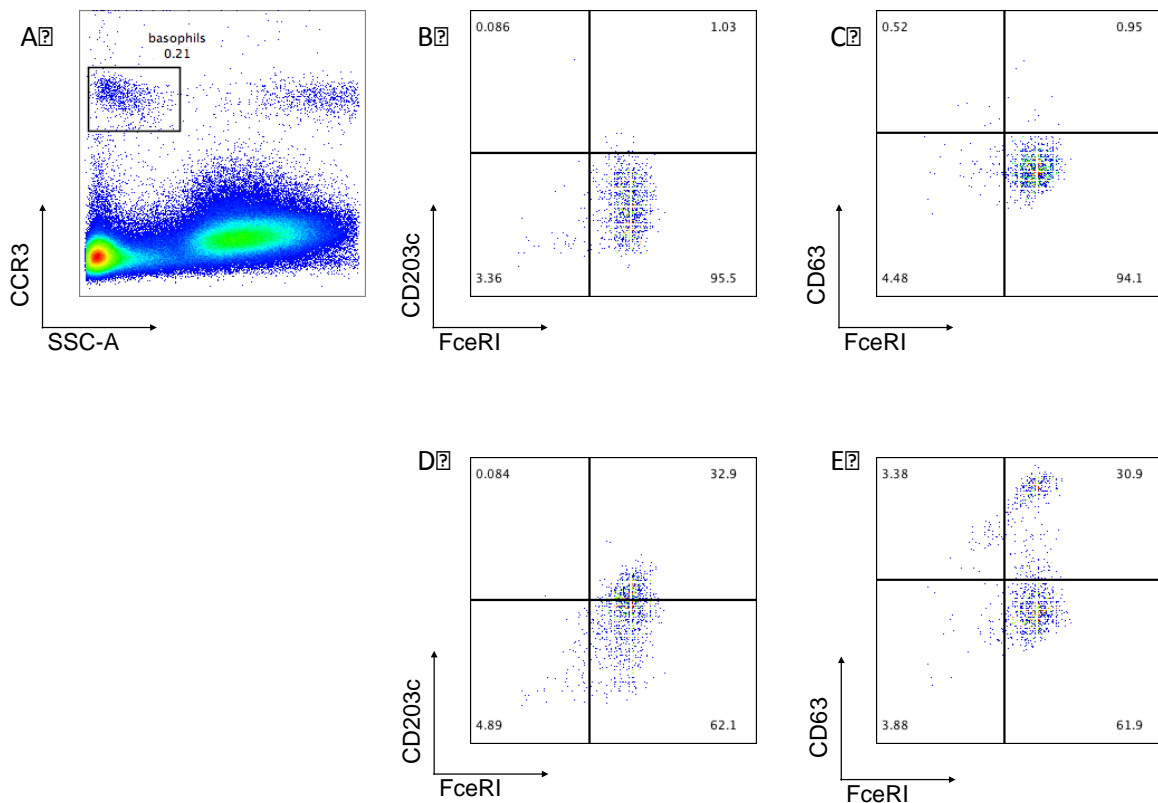 A⍰
basophils
0.21
CCR3
SSC-A
B⍰
0.086
1.03
3.36
95.5
CD203c
FceRI
C⍰
0.52
0.95
4.48
94.1
CD63
FceRI
D⍰
0.084
32.9
4.89
62.1
CD203c
FceRI
E⍰
3.38
30.9
3.88
61.9
CD63
FceRI